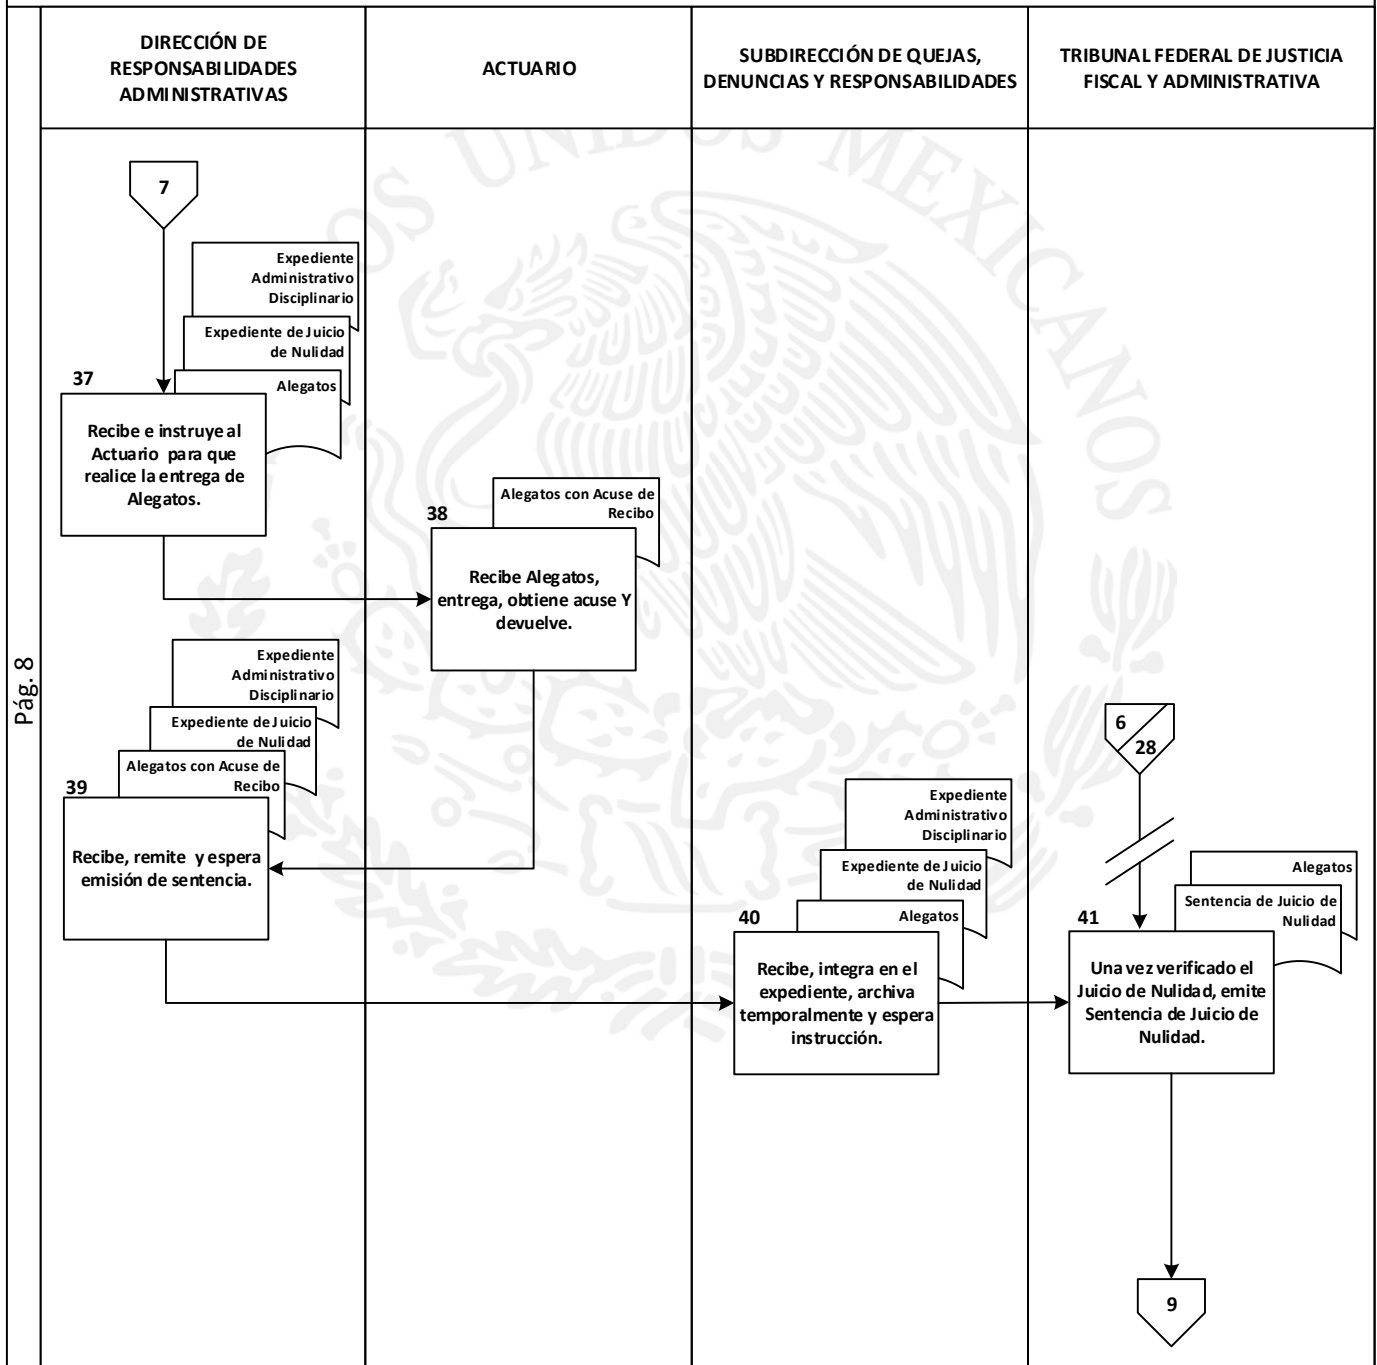 DIRECCIÓN DE
RESPONSABILIDADES
ADMINISTRATIVAS
ACTUARIO
SUBDIRECCIÓN DE QUEJAS,
DENUNCIAS Y RESPONSABILIDADES
TRIBUNAL FEDERAL DE JUSTICIA
FISCAL Y ADMINISTRATIVA
Pág. 8
OS UNIDOS MEXICANOS
7
Expediente
Administrativo
Disciplinario
Expediente de Juicio
de Nulidad
Alegatos
37
Recibe e instruye al
Actuario para que
realice la entrega de
Alegatos.
Alegatos con Acuse de
Recibo
38
Recibe Alegatos,
entrega, obtiene acuse Y
devuelve.
Expediente
Administrativo
Disciplinario
Expediente de Juicio
de Nulidad
Alegatos con Acuse de
Recibo
39
Recibe, remite y espera
emisión de sentencia.
Expediente
Administrativo
Disciplinario
Expediente de Juicio
de Nulidad
Alegatos
40
Recibe, integra en el
expediente, archiva
temporalmente y espera
instrucción.
6
28
Alegatos
Sentencia de Juicio de
Nulidad
41
Una vez verificado el
Juicio de Nulidad, emite
Sentencia de Juicio de
Nulidad.
9